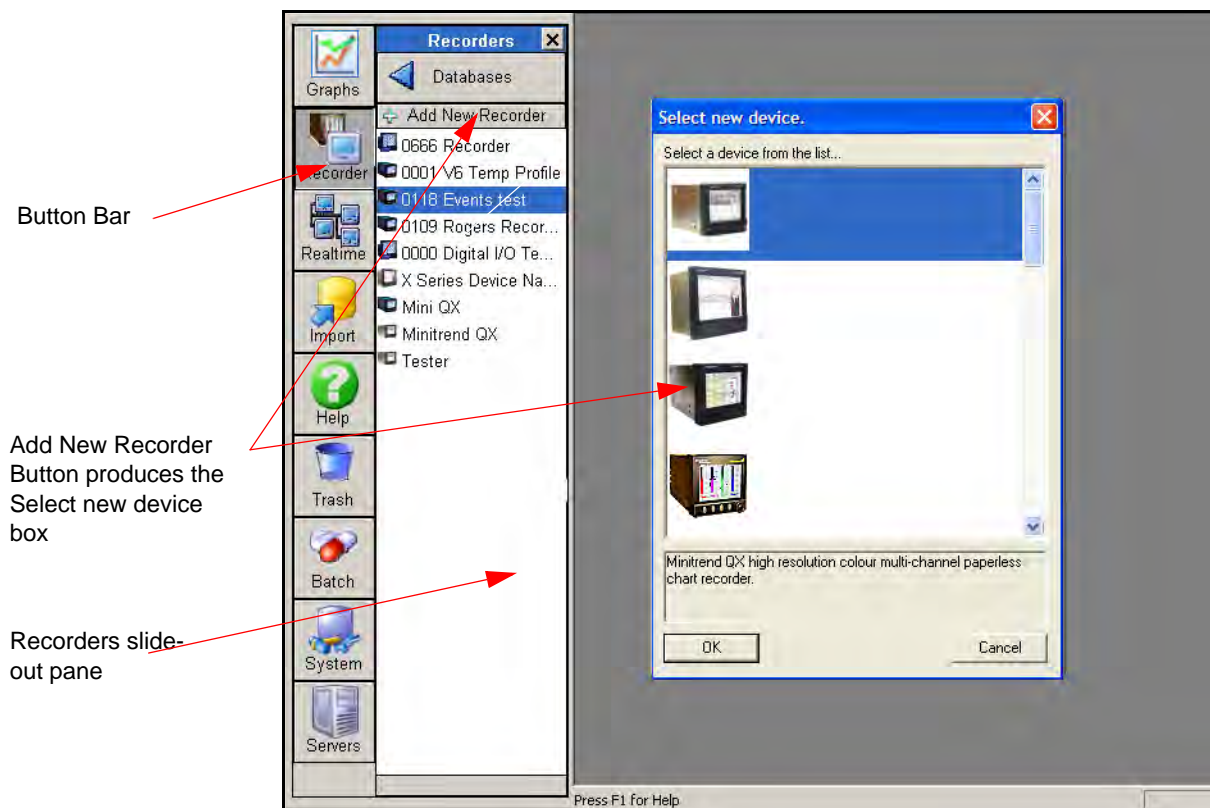 Button Bar
Add New Recorder
Button produces the
Select new device
box
Recorders slide-
out pane
Graphs
Recorder
Realtime
Import
Help
Trash
Batch
System
Servers
Recorders
Databases
Add New Recorder
0666 Recorder
0001 V6 Temp Profile
0118 Events test
0109 Rogers Recor...
0000 Digital I/O Te...
X Series Device Na...
Mini QX
Minitrend QX
Tester
Select new device.
Select a device from the list...
Minitrend QX high resolution colour multi-channel paperless
chart recorder.
OK
Cancel
Press F1 for Help